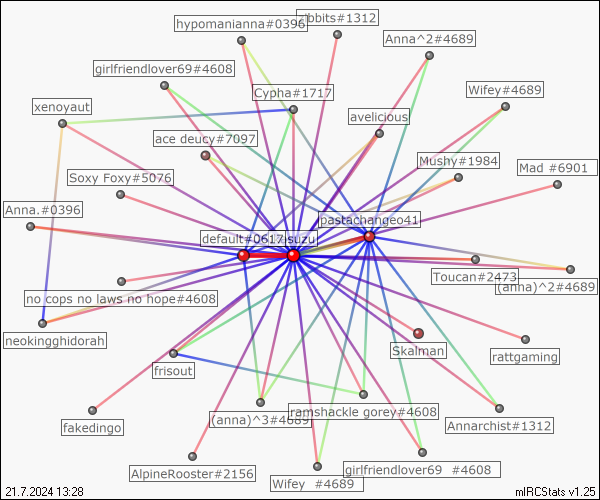 hypomanianna#0396
ibbits#1312
Anna^2#4689
girlfriendlover69#4608
Cypha#1717
Wifey#4689
xenoyaut
avelicious
ace deucy#7097
Mushy#1984
Mad #6901
Soxy Foxy#5076
Anna.#0396
pastachangeo41
default#0617
suzu
Toucan#2473
(anna)^2#4689
no cops no laws no hope#4608
neokingghidorah
Skalman
rattgaming
frisout
fakedingo
(anna)^3#4689
ramshackle gorey#4608
Annarchist#1312
AlpineRooster#2156
Wifey #4689
girlfriendlover69 #4608
21.7.2024 13:28
mIRCStats v1.25